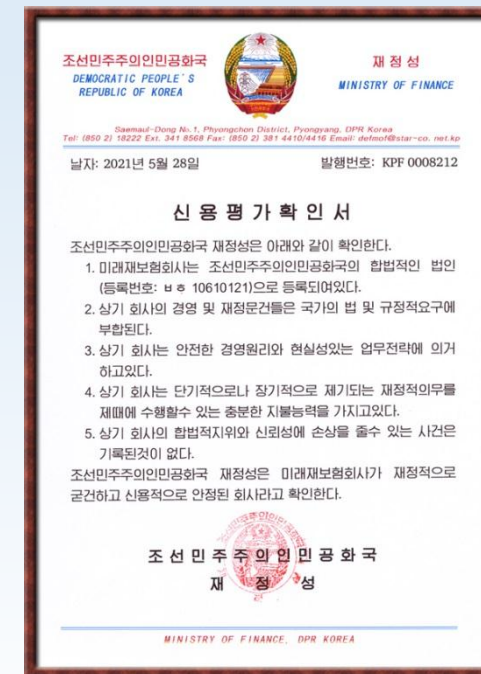 조선민주주의인민공화국
DEMOCRATIC PEOPLE`S
REPUBLIC OF KOREA
재 정 성
MINISTRY OF FINANCE
Saemaul-Dong No.1, Phyongchon District, Pyongyang, DPR Korea
Tel: (850 2) 18222 Ext. 341 8568 Fax: (850 2) 381 4410/4416 Email: defmof@star-co. net.kp
날자: 2021년 5월 28일
발행번호: KPF 0008212
신 용 평 가 확 인 서
조선민주주의인민공화국 재정성은 아래와 같이 확인한다.
1. 미래재보험회사는 조선민주주의인민공화국의 합법적인 법인
(등록번호: ㅂㅎ 10610121)으로 등록되여있다.
2. 상기 회사의 경영 및 재정문건들은 국가의 법 및 규정적요구에
부합된다.
3. 상기 회사는 안전한 경영원리와 현실성있는 업무전략에 의거
하고있다.
4. 상기 회사는 단기적으로나 장기적으로 제기되는 재정적의무를
제때에 수행할수 있는 충분한 지불능력을 가지고있다.
5. 상기 회사의 합법적지위와 신뢰성에 손상을 줄수 있는 사건은
기록된것이 없다.
조선민주주의인민공화국 재정성은 미래재보험회사가 재정적으로
굳건하고 신용적으로 안정된 회사라고 확인한다.
조 선 민 주 주 의 인 민 공 화 국
재 정 성
MINISTRY OF FINANCE, DPR KOREA